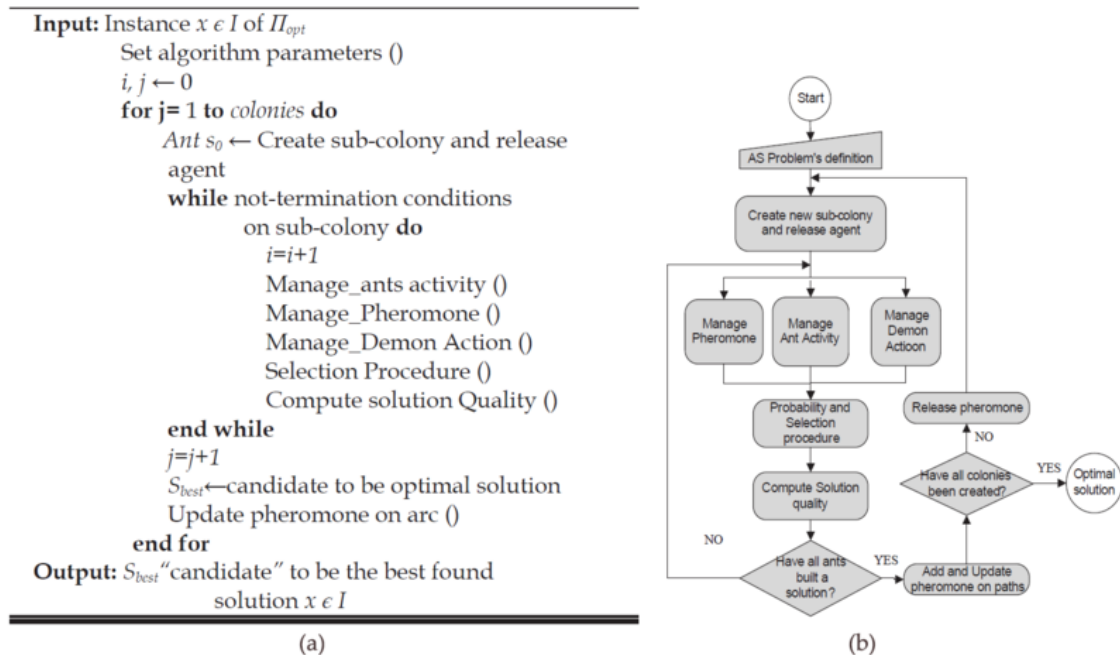 Input: Instance x ϵ I of Π_opt
Set algorithm parameters ()
i, j ← 0
for j= 1 to colonies do
Ant s_0 ← Create sub-colony and release
agent
while not-termination conditions
on sub-colony do
i=i+1
Manage_ants activity ()
Manage_Pheromone ()
Manage_Demon Action ()
Selection Procedure ()
Compute solution Quality ()
end while
j=j+1
S_best←candidate to be optimal solution
Update pheromone on arc ()
end for
Output: S_best“candidate” to be the best found
solution x ϵ I
(a)
Start
AS Problem's definition
Create new sub-colony
and release agent
Manage
Pheromone
Manage
Ant Activity
Manage
Demon
Actioon
Probability and
Selection
procedure
Compute Solution
quality
NO
Have all ants
built a
solution?
YES
Add and Update
pheromone on paths
Have all colonies
been created?
YES
Optimal
solution
NO
Release pheromone
(b)